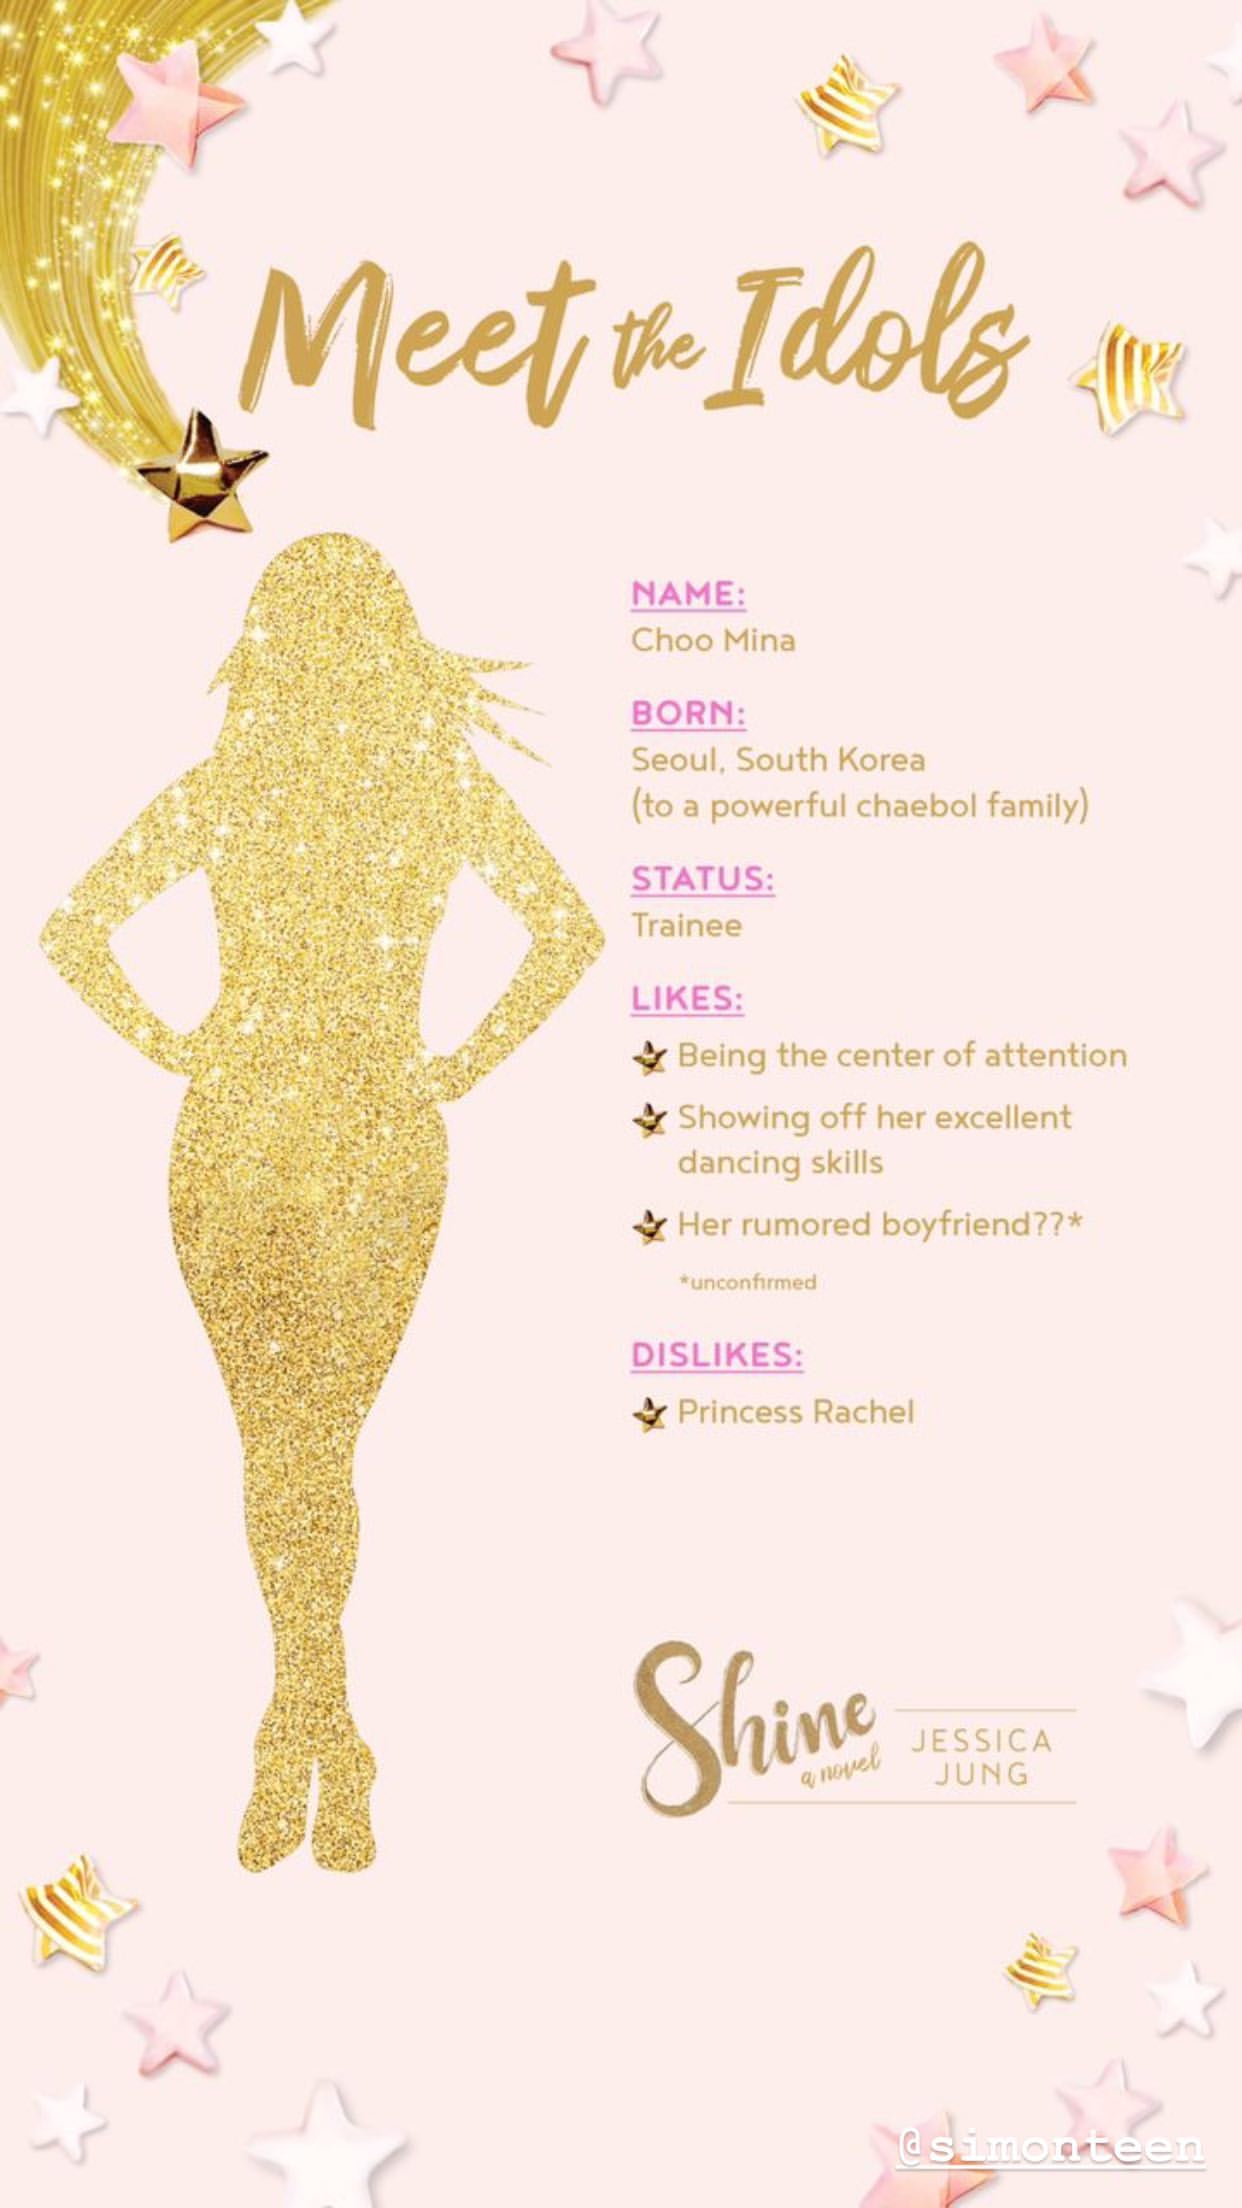 Meet the Idols
NAME:
Choo Mina
BORN:
Seoul, South Korea
(to a powerful chaebol family)
STATUS:
Trainee
LIKES:
Being the center of attention
Showing off her excellent
dancing skills
Her rumored boyfriend??*
*unconfirmed
DISLIKES:
Princess Rachel
Shine
a novel
JESSICA
JUNG
@simonteen